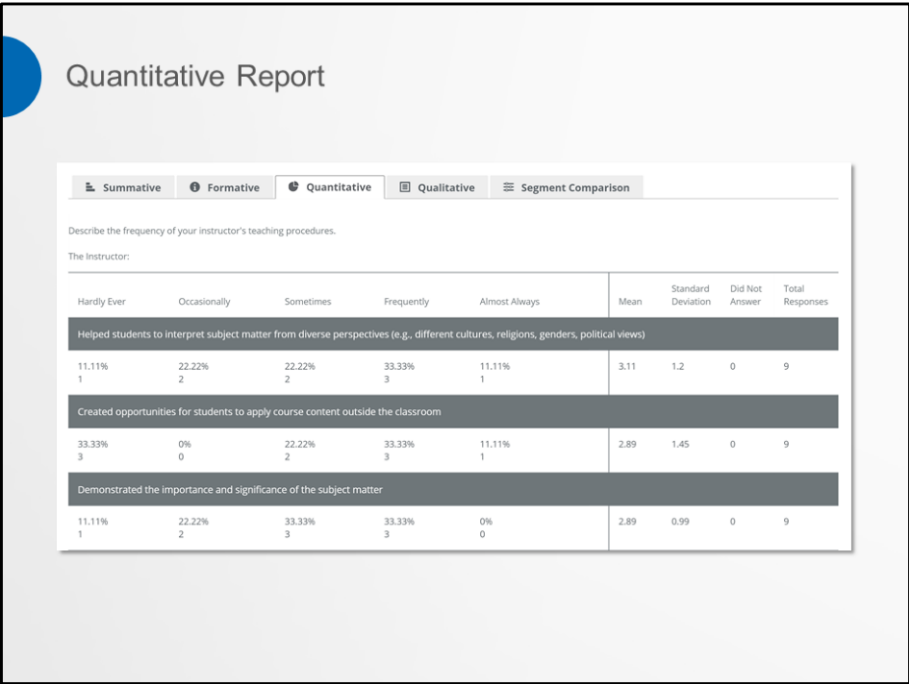 Quantitative Report
Summative Formative Quantitative Qualitative Segment Comparison
Describe the frequency of your instructor's teaching procedures.
The Instructor:
Hardly Ever Occasionally Sometimes Frequently Almost Always Mean Standard Deviation Did Not Answer Total Responses
Helped students to interpret subject matter from diverse perspectives (e.g., different cultures, religions, genders, political views)
11.11% 22.22% 22.22% 33.33% 11.11% 3.11 1.2 0 9
1 2 2 3 1
Created opportunities for students to apply course content outside the classroom
33.33% 0% 22.22% 33.33% 11.11% 2.89 1.45 0 9
3 0 2 3 1
Demonstrated the importance and significance of the subject matter
11.11% 22.22% 33.33% 33.33% 0% 2.89 0.99 0 9
1 2 3 3 0